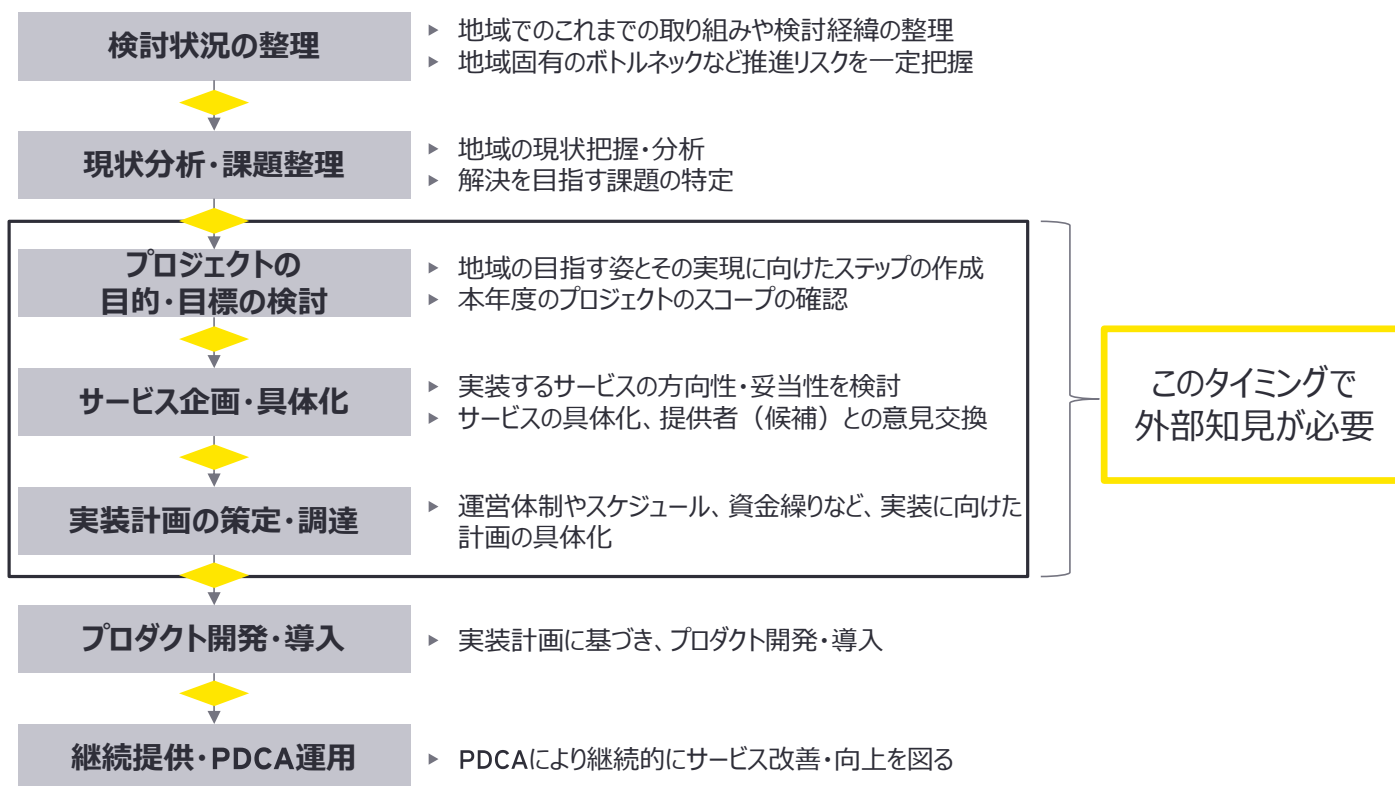 検討状況の整理
▶ 地域でのこれまでの取り組みや検討経緯の整理
▶ 地域固有のボトルネックなど推進リスクを一定把握
現状分析・課題整理
▶ 地域の現状把握・分析
▶ 解決を目指す課題の特定
プロジェクトの
目的・目標の検討
▶ 地域の目指す姿とその実現に向けたステップの作成
▶ 本年度のプロジェクトのスコープの確認
サービス企画・具体化
▶ 実装するサービスの方向性・妥当性を検討
▶ サービスの具体化、提供者（候補）との意見交換
実装計画の策定・調達
▶ 運営体制やスケジュール、資金繰りなど、実装に向けた
計画の具体化
このタイミングで
外部知見が必要
プロダクト開発・導入
▶ 実装計画に基づき、プロダクト開発・導入
継続提供・PDCA運用
▶ PDCAにより継続的にサービス改善・向上を図る